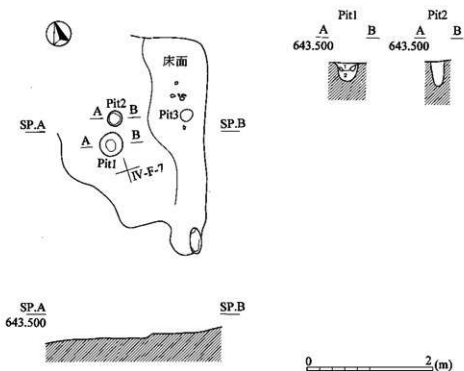 Pit1 Pit2
A B A B
643.500 643.500
2
床面
Pit2
A B
Pit3
SP.A SP.B
A B
Pit1
IV-F-7
SP.A SP.B
643.500
0 2 (m)